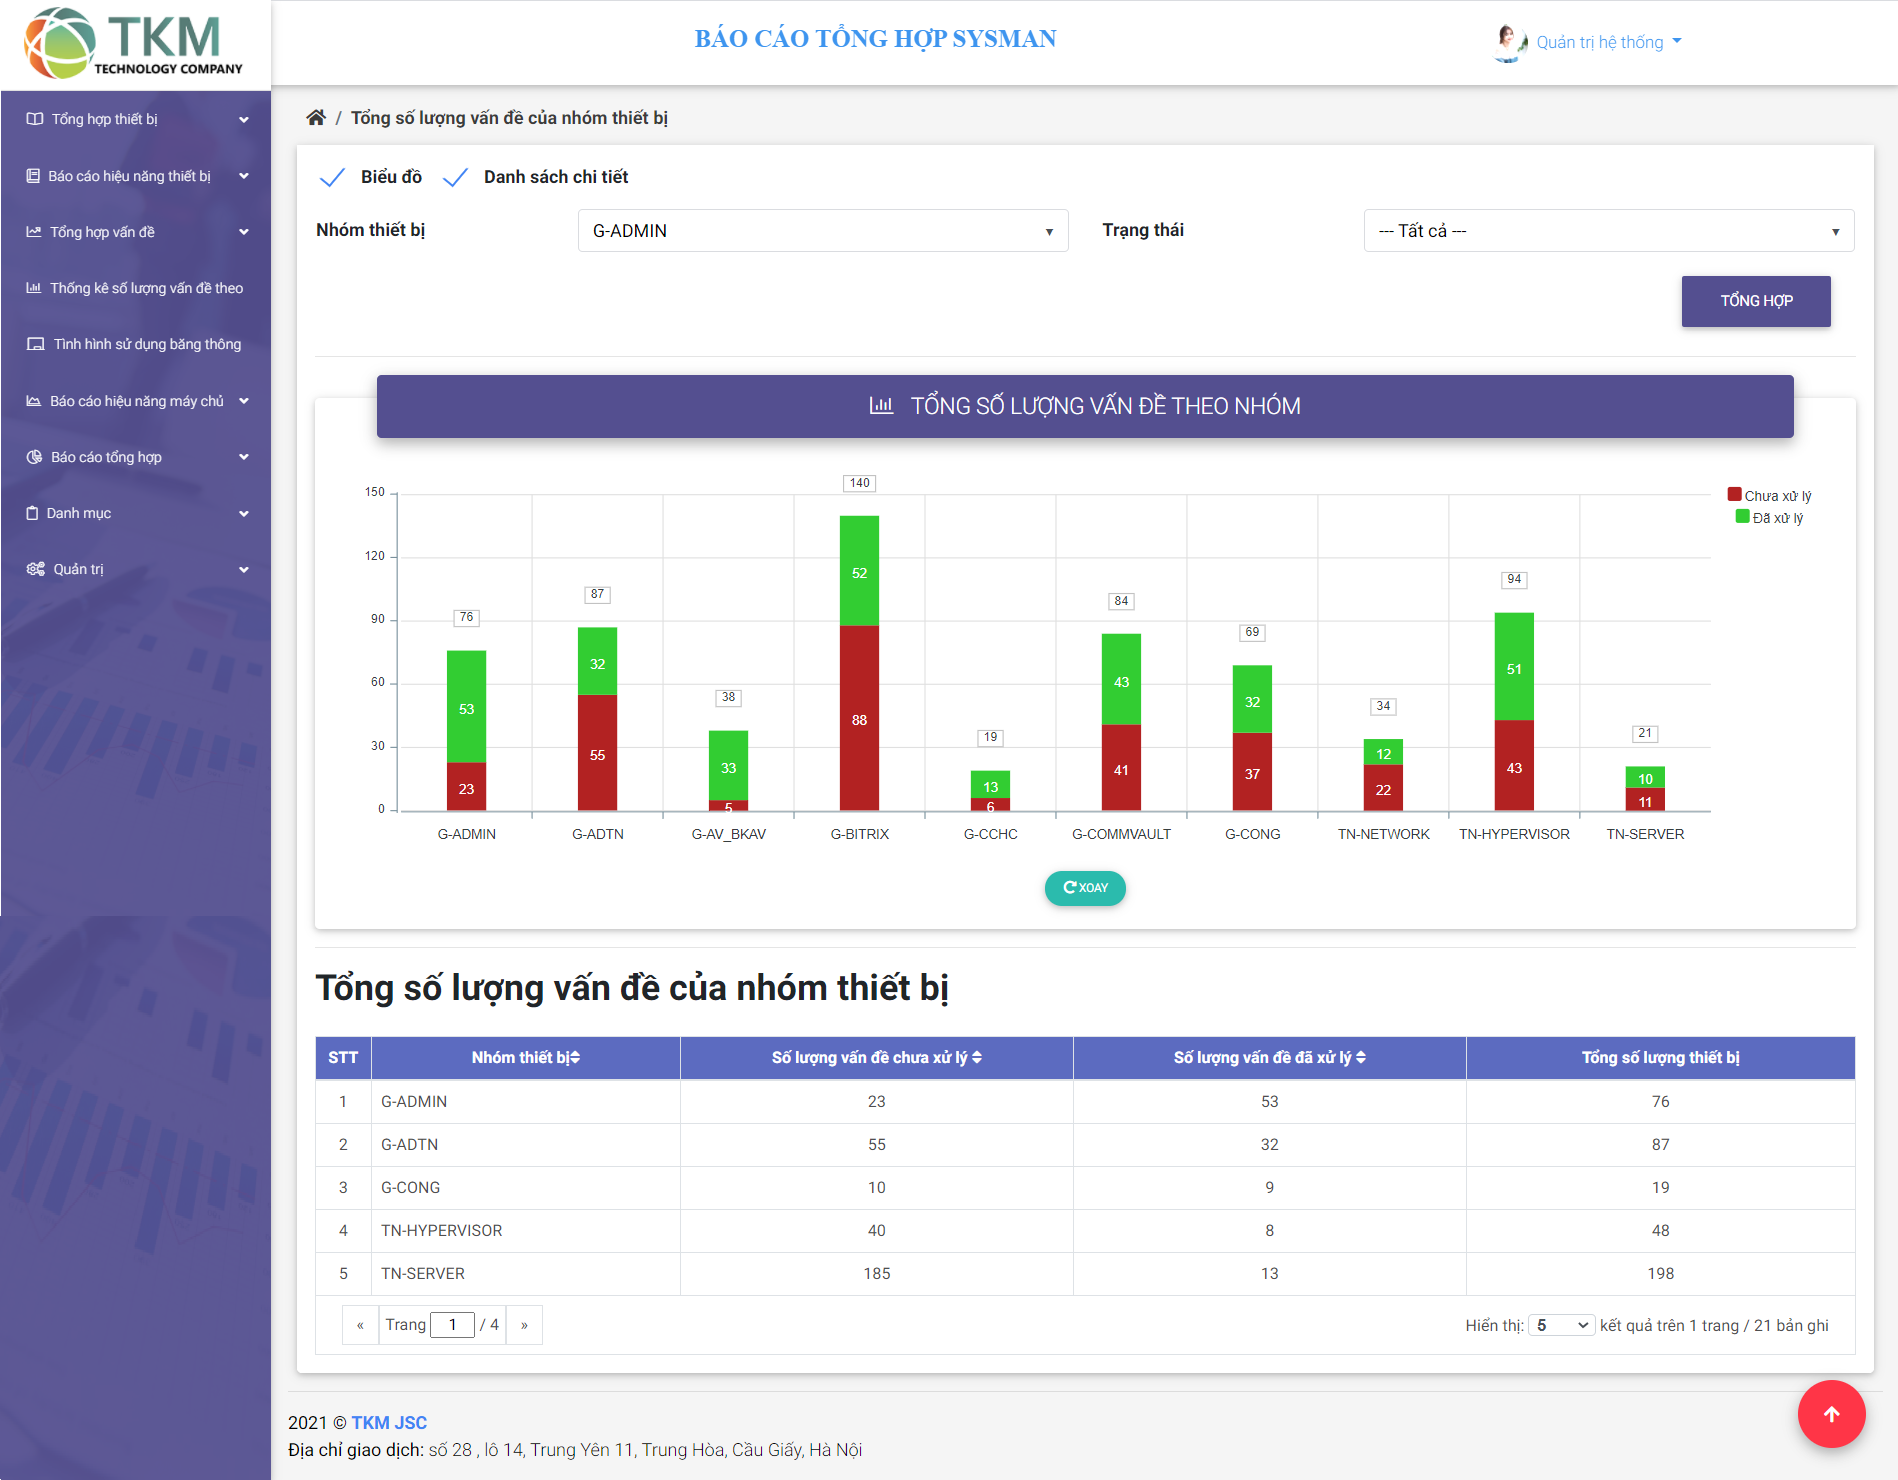 TKM
TECHNOLOGY COMPANY
BÁO CÁO TỔNG HỢP SYSMAN
Quản trị hệ thống
Tổng hợp thiết bị
Báo cáo hiệu năng thiết bị
Tổng hợp vấn đề
Thống kê số lượng vấn đề theo
Tình hình sử dụng băng thông
Báo cáo hiệu năng máy chủ
Báo cáo tổng hợp
Danh mục
Quản trị
/ Tổng số lượng vấn đề của nhóm thiết bị
Biểu đồ Danh sách chi tiết
Nhóm thiết bị G-ADMIN Trạng thái --- Tất cả ---
TỔNG HỢP
TỔNG SỐ LƯỢNG VẤN ĐỀ THEO NHÓM
150
120
90
60
30
0
76
53
23
87
32
55
38
33
5
140
52
88
19
13
6
84
43
41
69
32
37
34
12
22
94
51
43
21
10
11
G-ADMIN G-ADTN G-AV_BKAV G-BITRIX G-CCHC G-COMMVAULT G-CONG TN-NETWORK TN-HYPERVISOR TN-SERVER
Chưa xử lý
Đã xử lý
XOAY
Tổng số lượng vấn đề của nhóm thiết bị
STT Nhóm thiết bị Số lượng vấn đề chưa xử lý Số lượng vấn đề đã xử lý Tổng số lượng thiết bị
1 G-ADMIN 23 53 76
2 G-ADTN 55 32 87
3 G-CONG 10 9 19
4 TN-HYPERVISOR 40 8 48
5 TN-SERVER 185 13 198
« Trang 1 / 4 » Hiển thị: 5 kết quả trên 1 trang / 21 bản ghi
2021 © TKM JSC
Địa chỉ giao dịch: số 28 , lô 14, Trung Yên 11, Trung Hòa, Cầu Giấy, Hà Nội